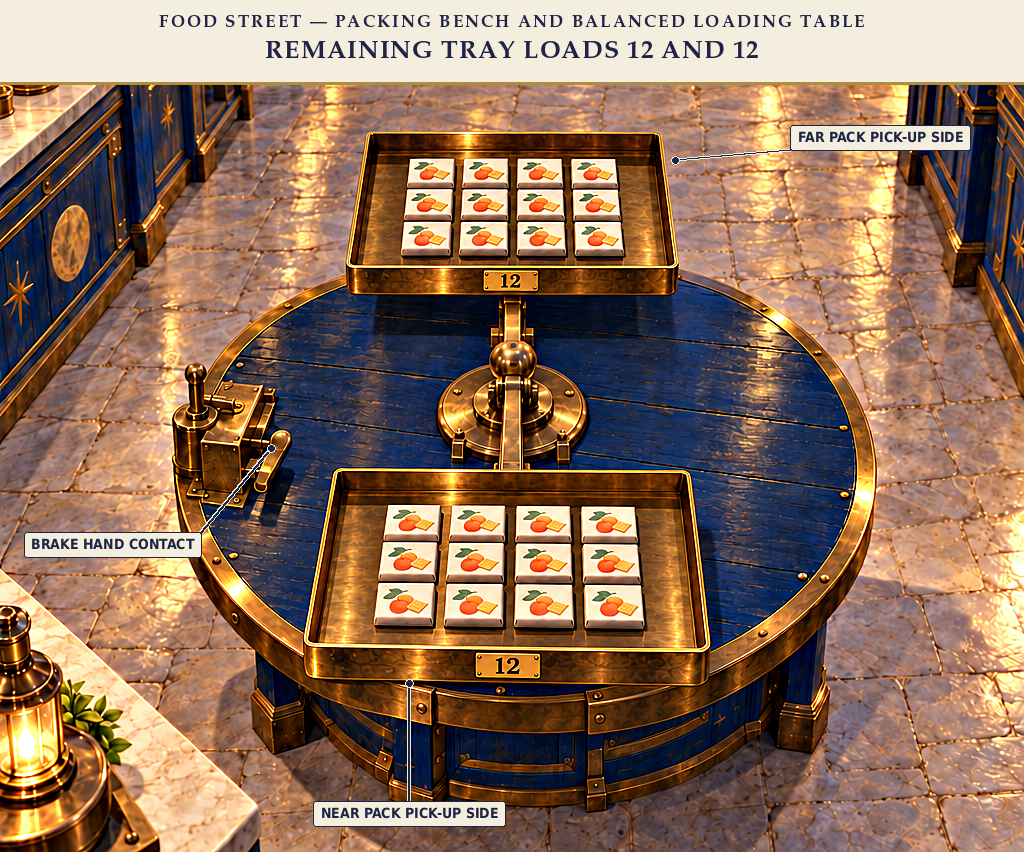 FOOD STREET — PACKING BENCH AND BALANCED LOADING TABLE
REMAINING TRAY LOADS 12 AND 12
FAR PACK PICK-UP SIDE
12
BRAKE HAND CONTACT
12
NEAR PACK PICK-UP SIDE